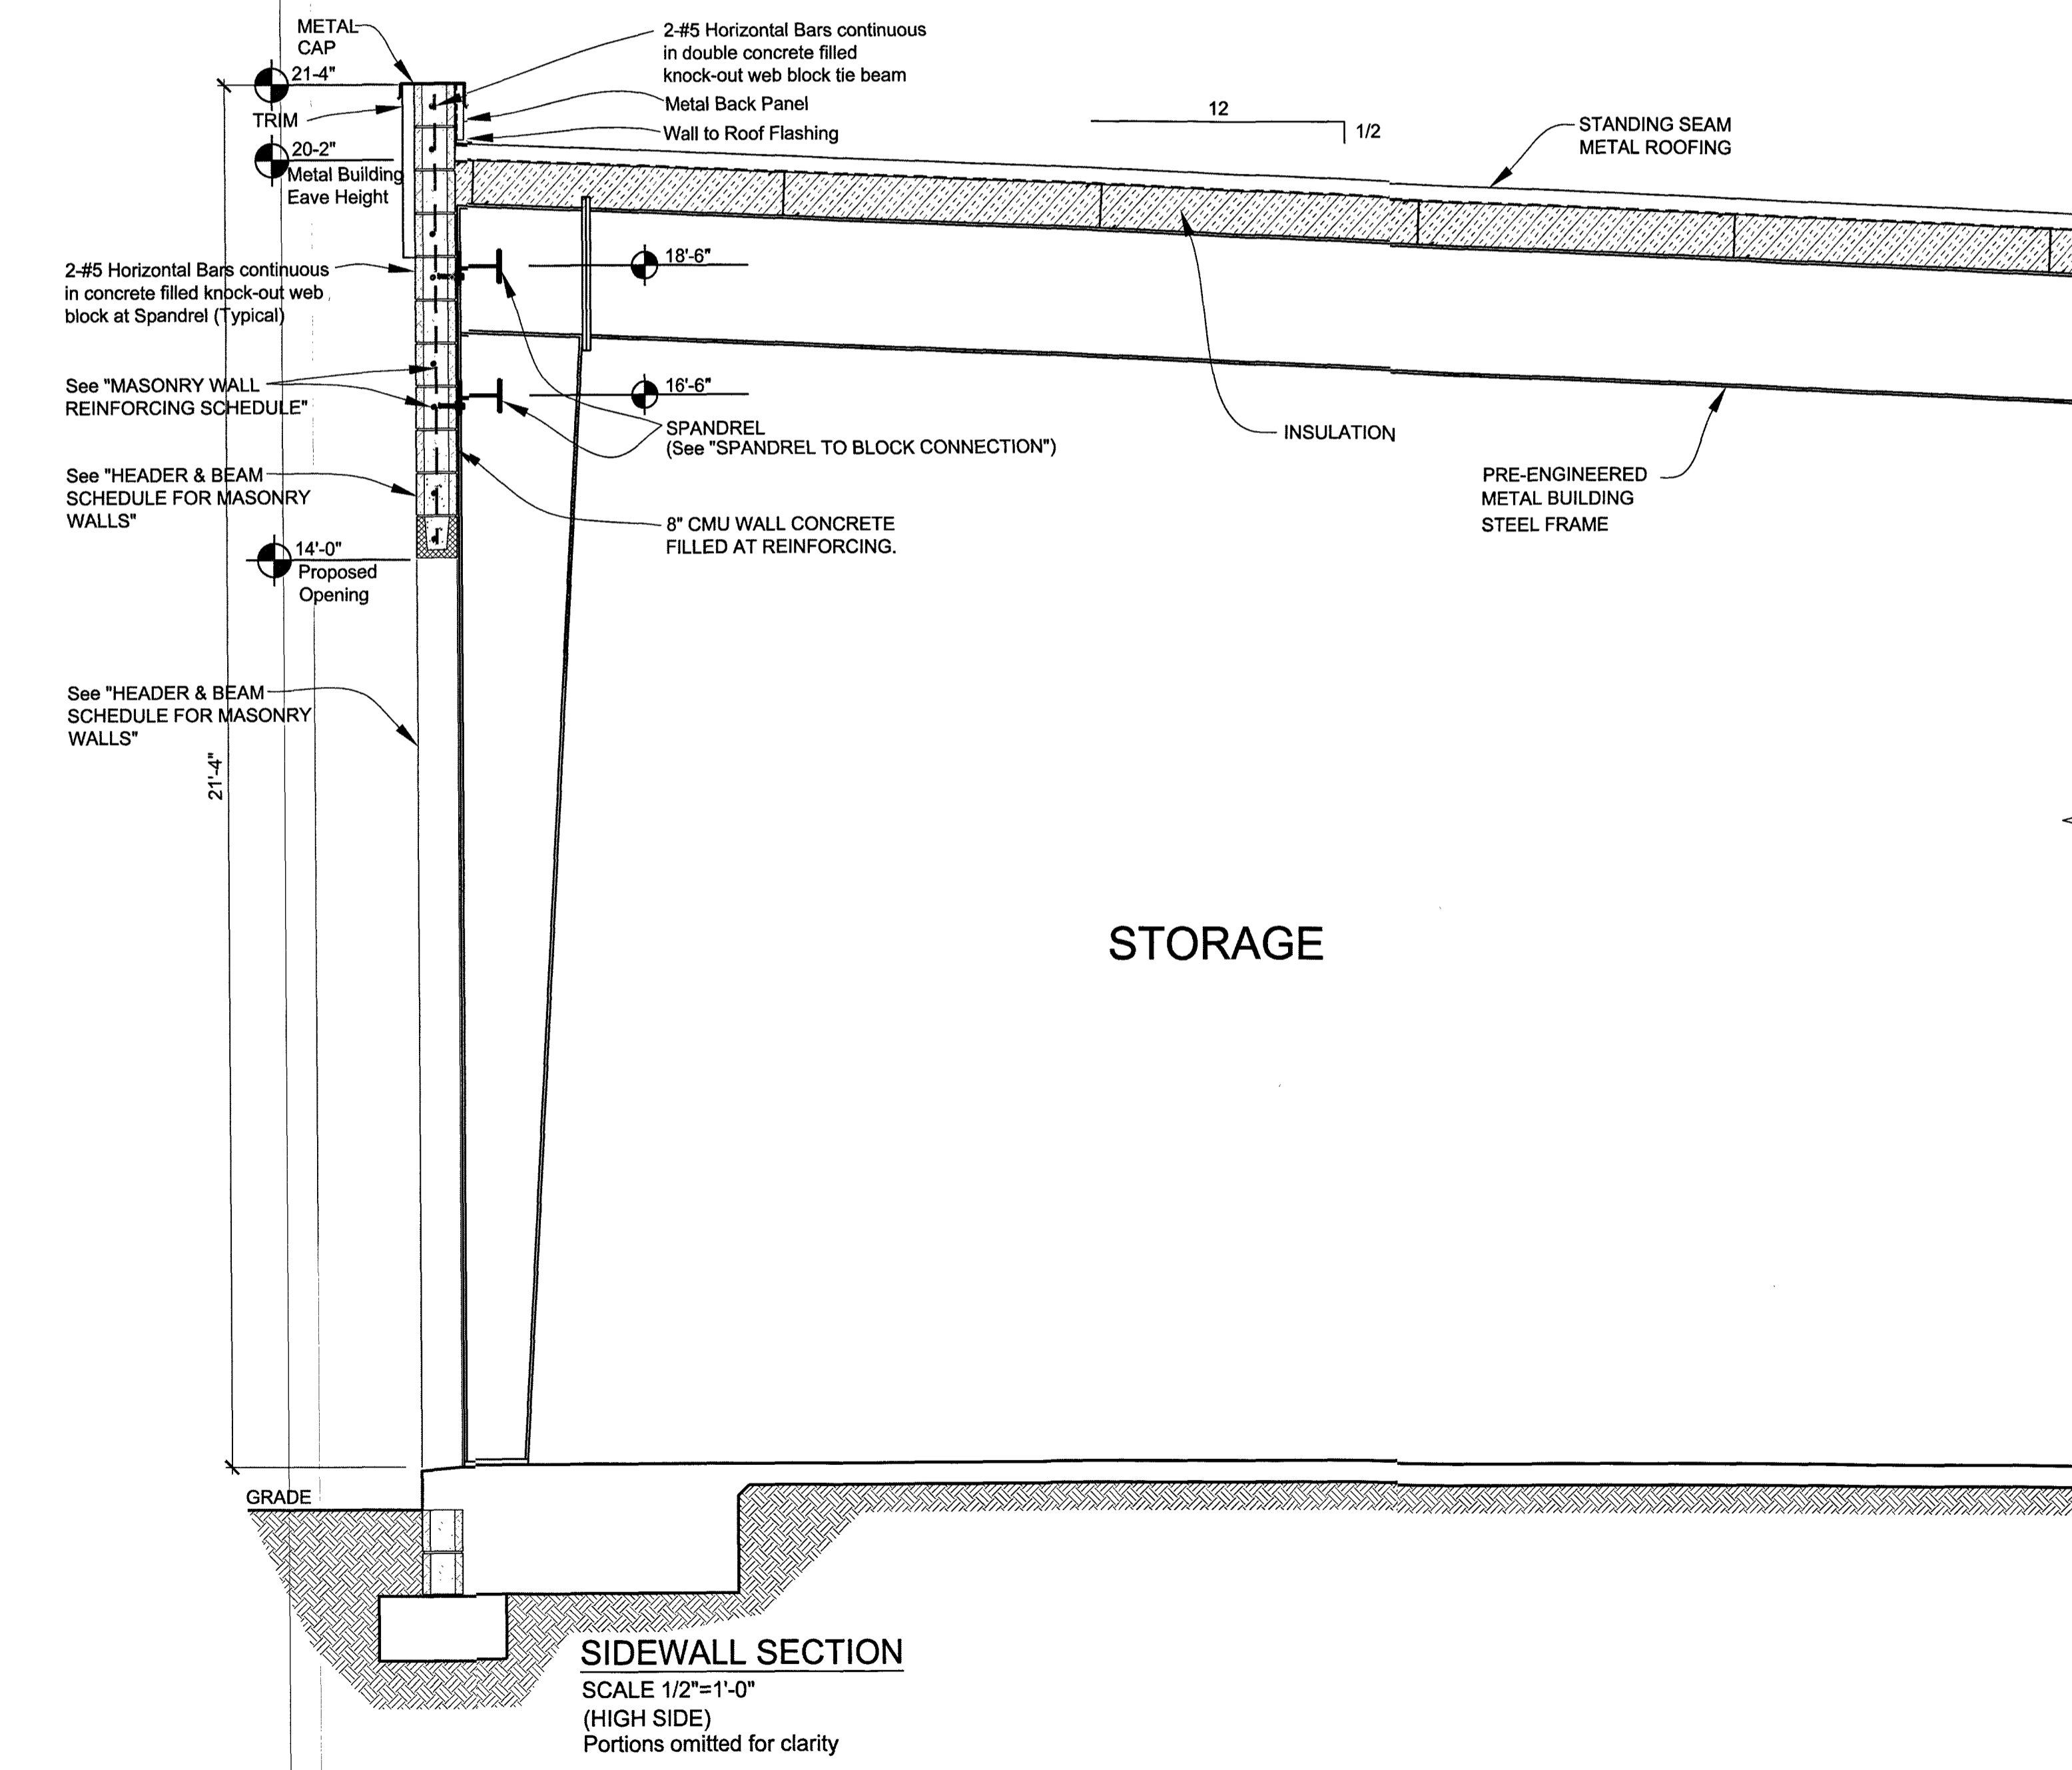 METAL
CAP
21-4"
TRIM
20-2"
Metal Building
Eave Height
2-#5 Horizontal Bars continuous
in double concrete filled
knock-out web block tie beam
Metal Back Panel
Wall to Roof Flashing
12
1/2
STANDING SEAM
METAL ROOFING
2-#5 Horizontal Bars continuous
in concrete filled knock-out web
block at Spandrel (Typical)
18'-6"
See "MASONRY WALL
REINFORCING SCHEDULE"
16'-6"
SPANDREL
(See "SPANDREL TO BLOCK CONNECTION")
INSULATION
PRE-ENGINEERED
METAL BUILDING
STEEL FRAME
See "HEADER & BEAM
SCHEDULE FOR MASONRY
WALLS"
8" CMU WALL CONCRETE
FILLED AT REINFORCING.
14'-0"
Proposed
Opening
See "HEADER & BEAM
SCHEDULE FOR MASONRY
WALLS"
21'-4"
STORAGE
GRADE
SIDEWALL SECTION
SCALE 1/2"=1'-0"
(HIGH SIDE)
Portions omitted for clarity